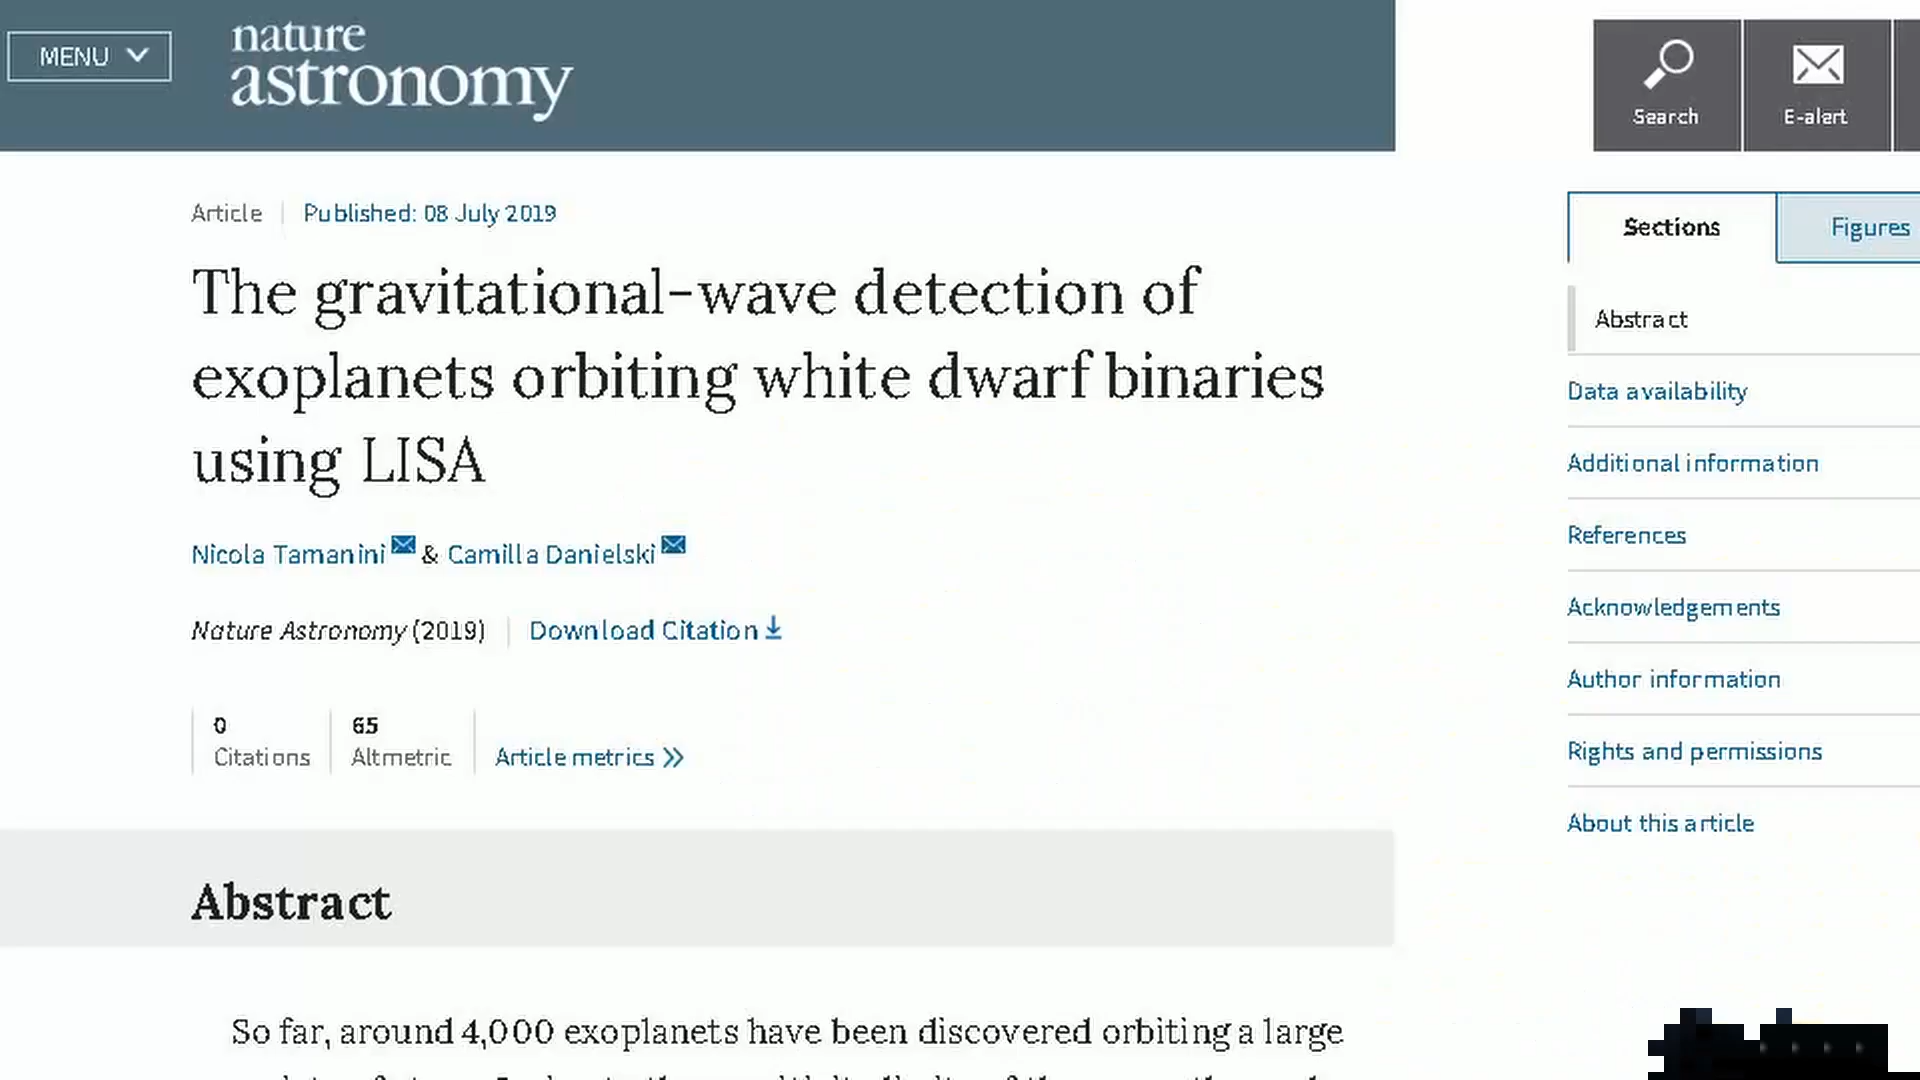 MENU
nature
astronomy
Search
E-alert
Article
Published: 08 July 2019
The gravitational-wave detection of
exoplanets orbiting white dwarf binaries
using LISA
Nicola Tamanini & Camilla Danielski
Nature Astronomy (2019)
Download Citation
0
Citations
65
Altmetric
Article metrics
Abstract
So far, around 4,000 exoplanets have been discovered orbiting a large
Sections
Figures
Abstract
Data availability
Additional information
References
Acknowledgements
Author information
Rights and permissions
About this article